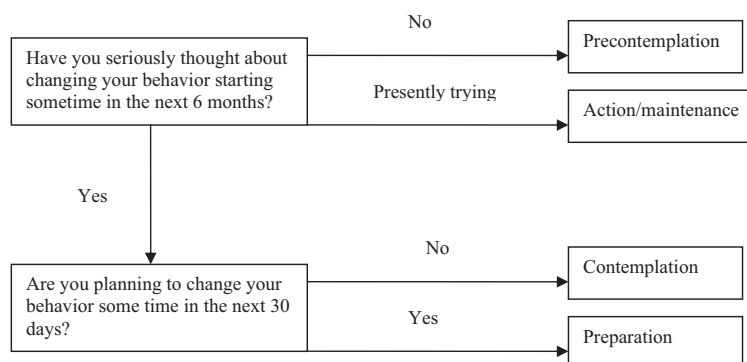 No
Precontemplation
Have you seriously thought about
changing your behavior starting
sometime in the next 6 months?
Presently trying
Action/maintenance
Yes
No
Contemplation
Are you planning to change your
behavior some time in the next 30
days?
Yes
Preparation